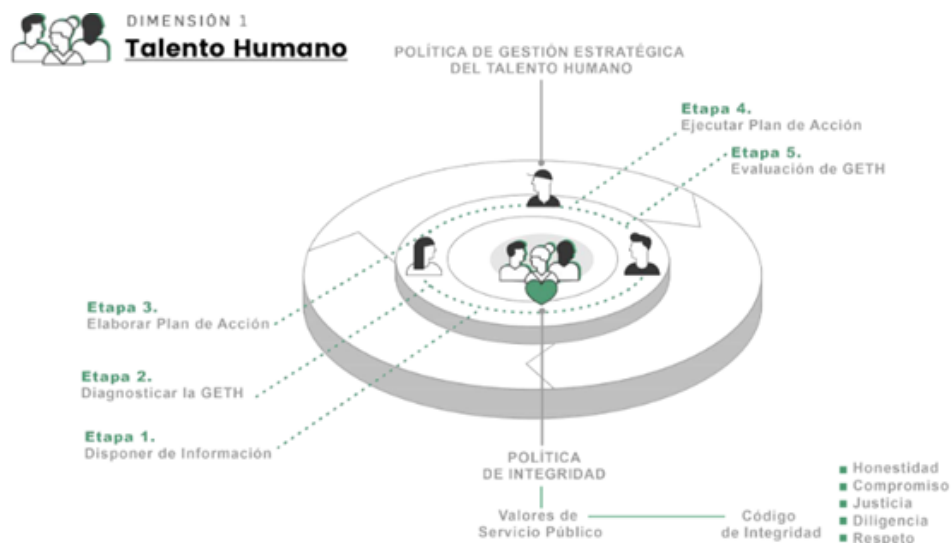 DIMENSIÓN 1
Talento Humano
POLÍTICA DE GESTIÓN ESTRATÉGICA
DEL TALENTO HUMANO
Etapa 4.
Ejecutar Plan de Acción
Etapa 5.
Evaluación de GETH
Etapa 3.
Elaborar Plan de Acción
Etapa 2.
Diagnosticar la GETH
Etapa 1.
Disponer de Información
POLÍTICA
DE INTEGRIDAD
Valores de
Servicio Público
Código
de Integridad
Honestidad
Compromiso
Justicia
Diligencia
Respeto